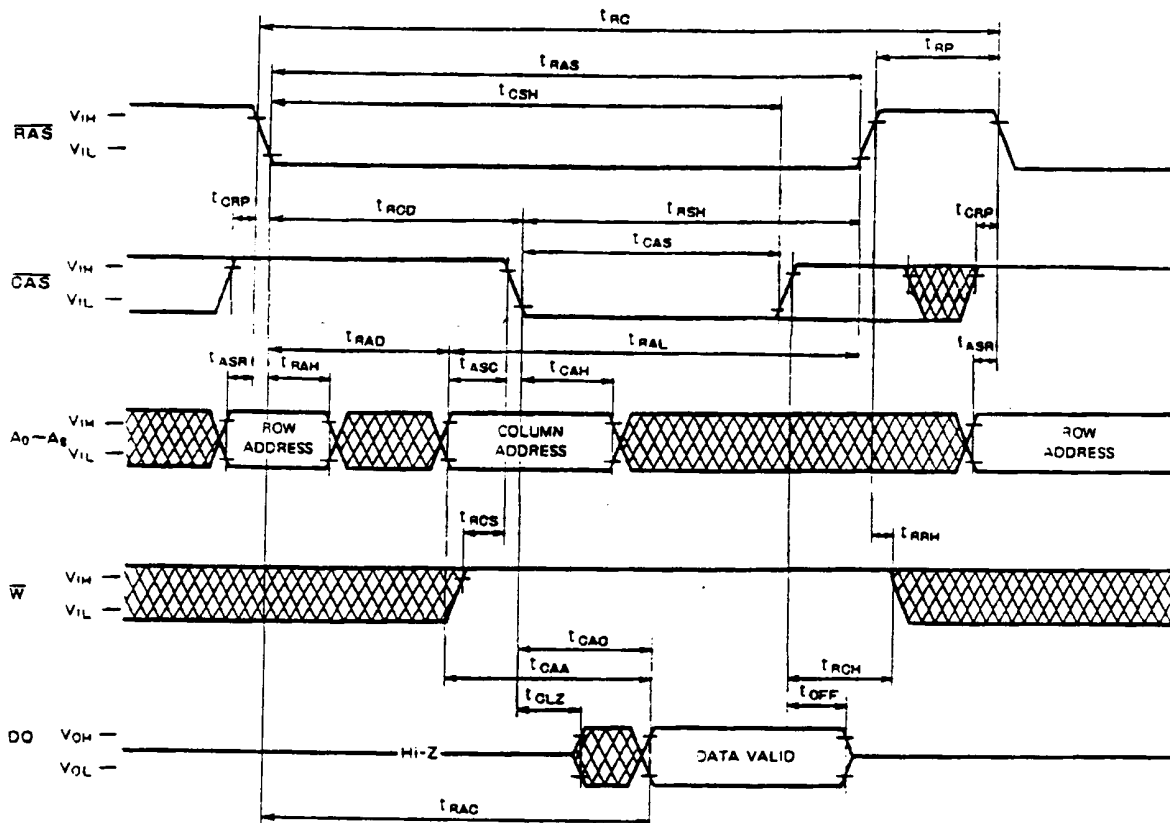 tRC
tRP
tRAS
tCSH
RAS
VIH
VIL
tCRP
tRCD
tRSH
tCRP
tCAS
CAS
VIH
VIL
tRAD
tRAL
tASR
tRAH
tASC
tCAH
tASR
A0~A8
VIH
VIL
ROW
ADDRESS
COLUMN
ADDRESS
ROW
ADDRESS
tRCS
tRRH
W
VIH
VIL
tCAC
tCAA
tRCH
tCLZ
tOFF
DQ
VOH
VOL
Hi-Z
DATA VALID
tRAC